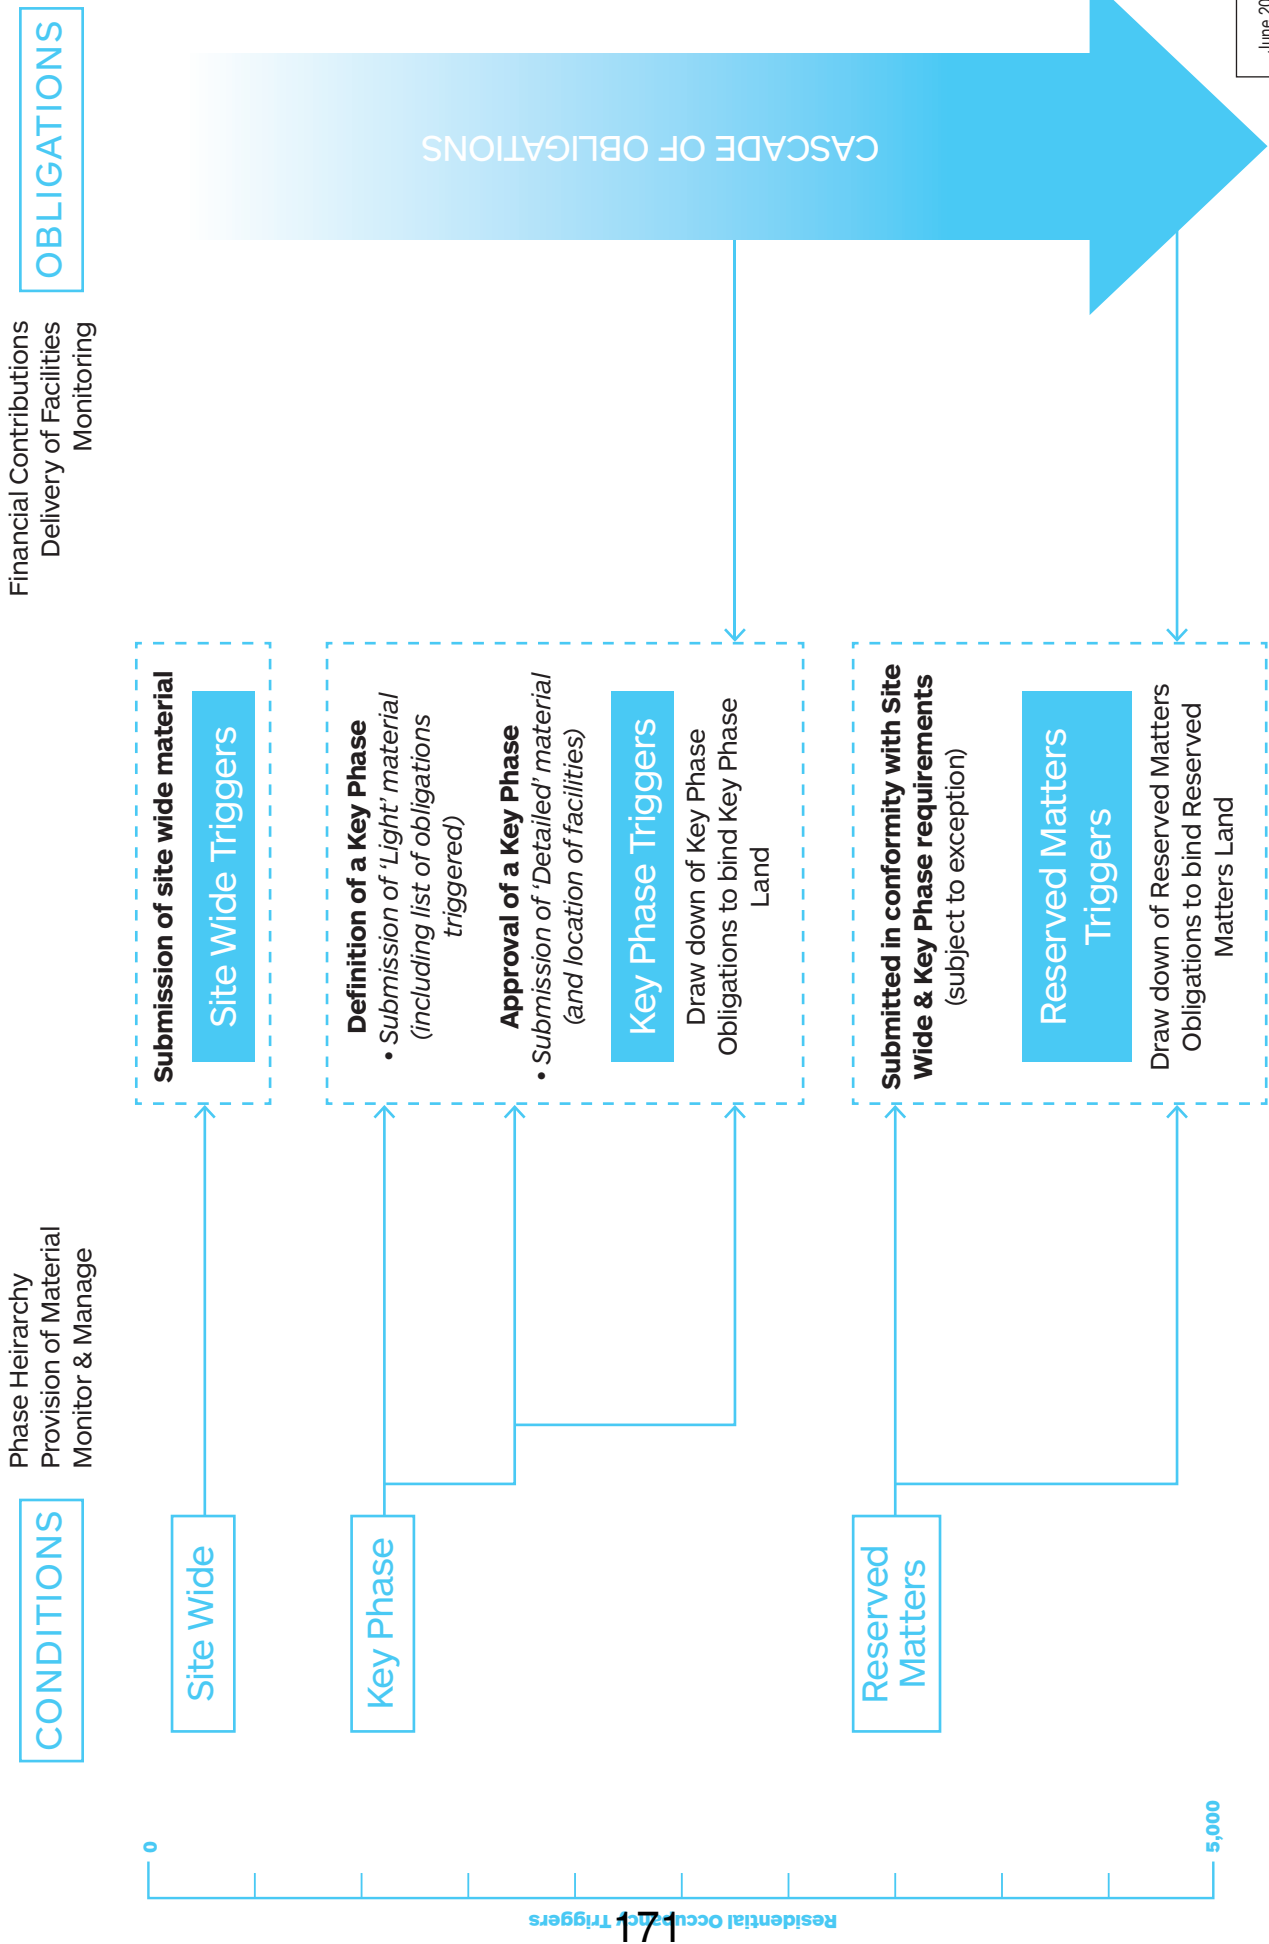 CONDITIONS
Phase Heirarchy
Provision of Material
Monitor & Manage
Financial Contributions
Delivery of Facilities
Monitoring
OBLIGATIONS
Residential Occupancy Triggers
0
5,000
Site Wide
Submission of site wide material
Site Wide Triggers
Key Phase
Definition of a Key Phase
• Submission of ‘Light’ material
(including list of obligations
triggered)
Approval of a Key Phase
• Submission of ‘Detailed’ material
(and location of facilities)
Key Phase Triggers
Draw down of Key Phase
Obligations to bind Key Phase
Land
Reserved
Matters
Submitted in conformity with Site
Wide & Key Phase requirements
(subject to exception)
Reserved Matters
Triggers
Draw down of Reserved Matters
Obligations to bind Reserved
Matters Land
CASCADE OF OBLIGATIONS
June
171